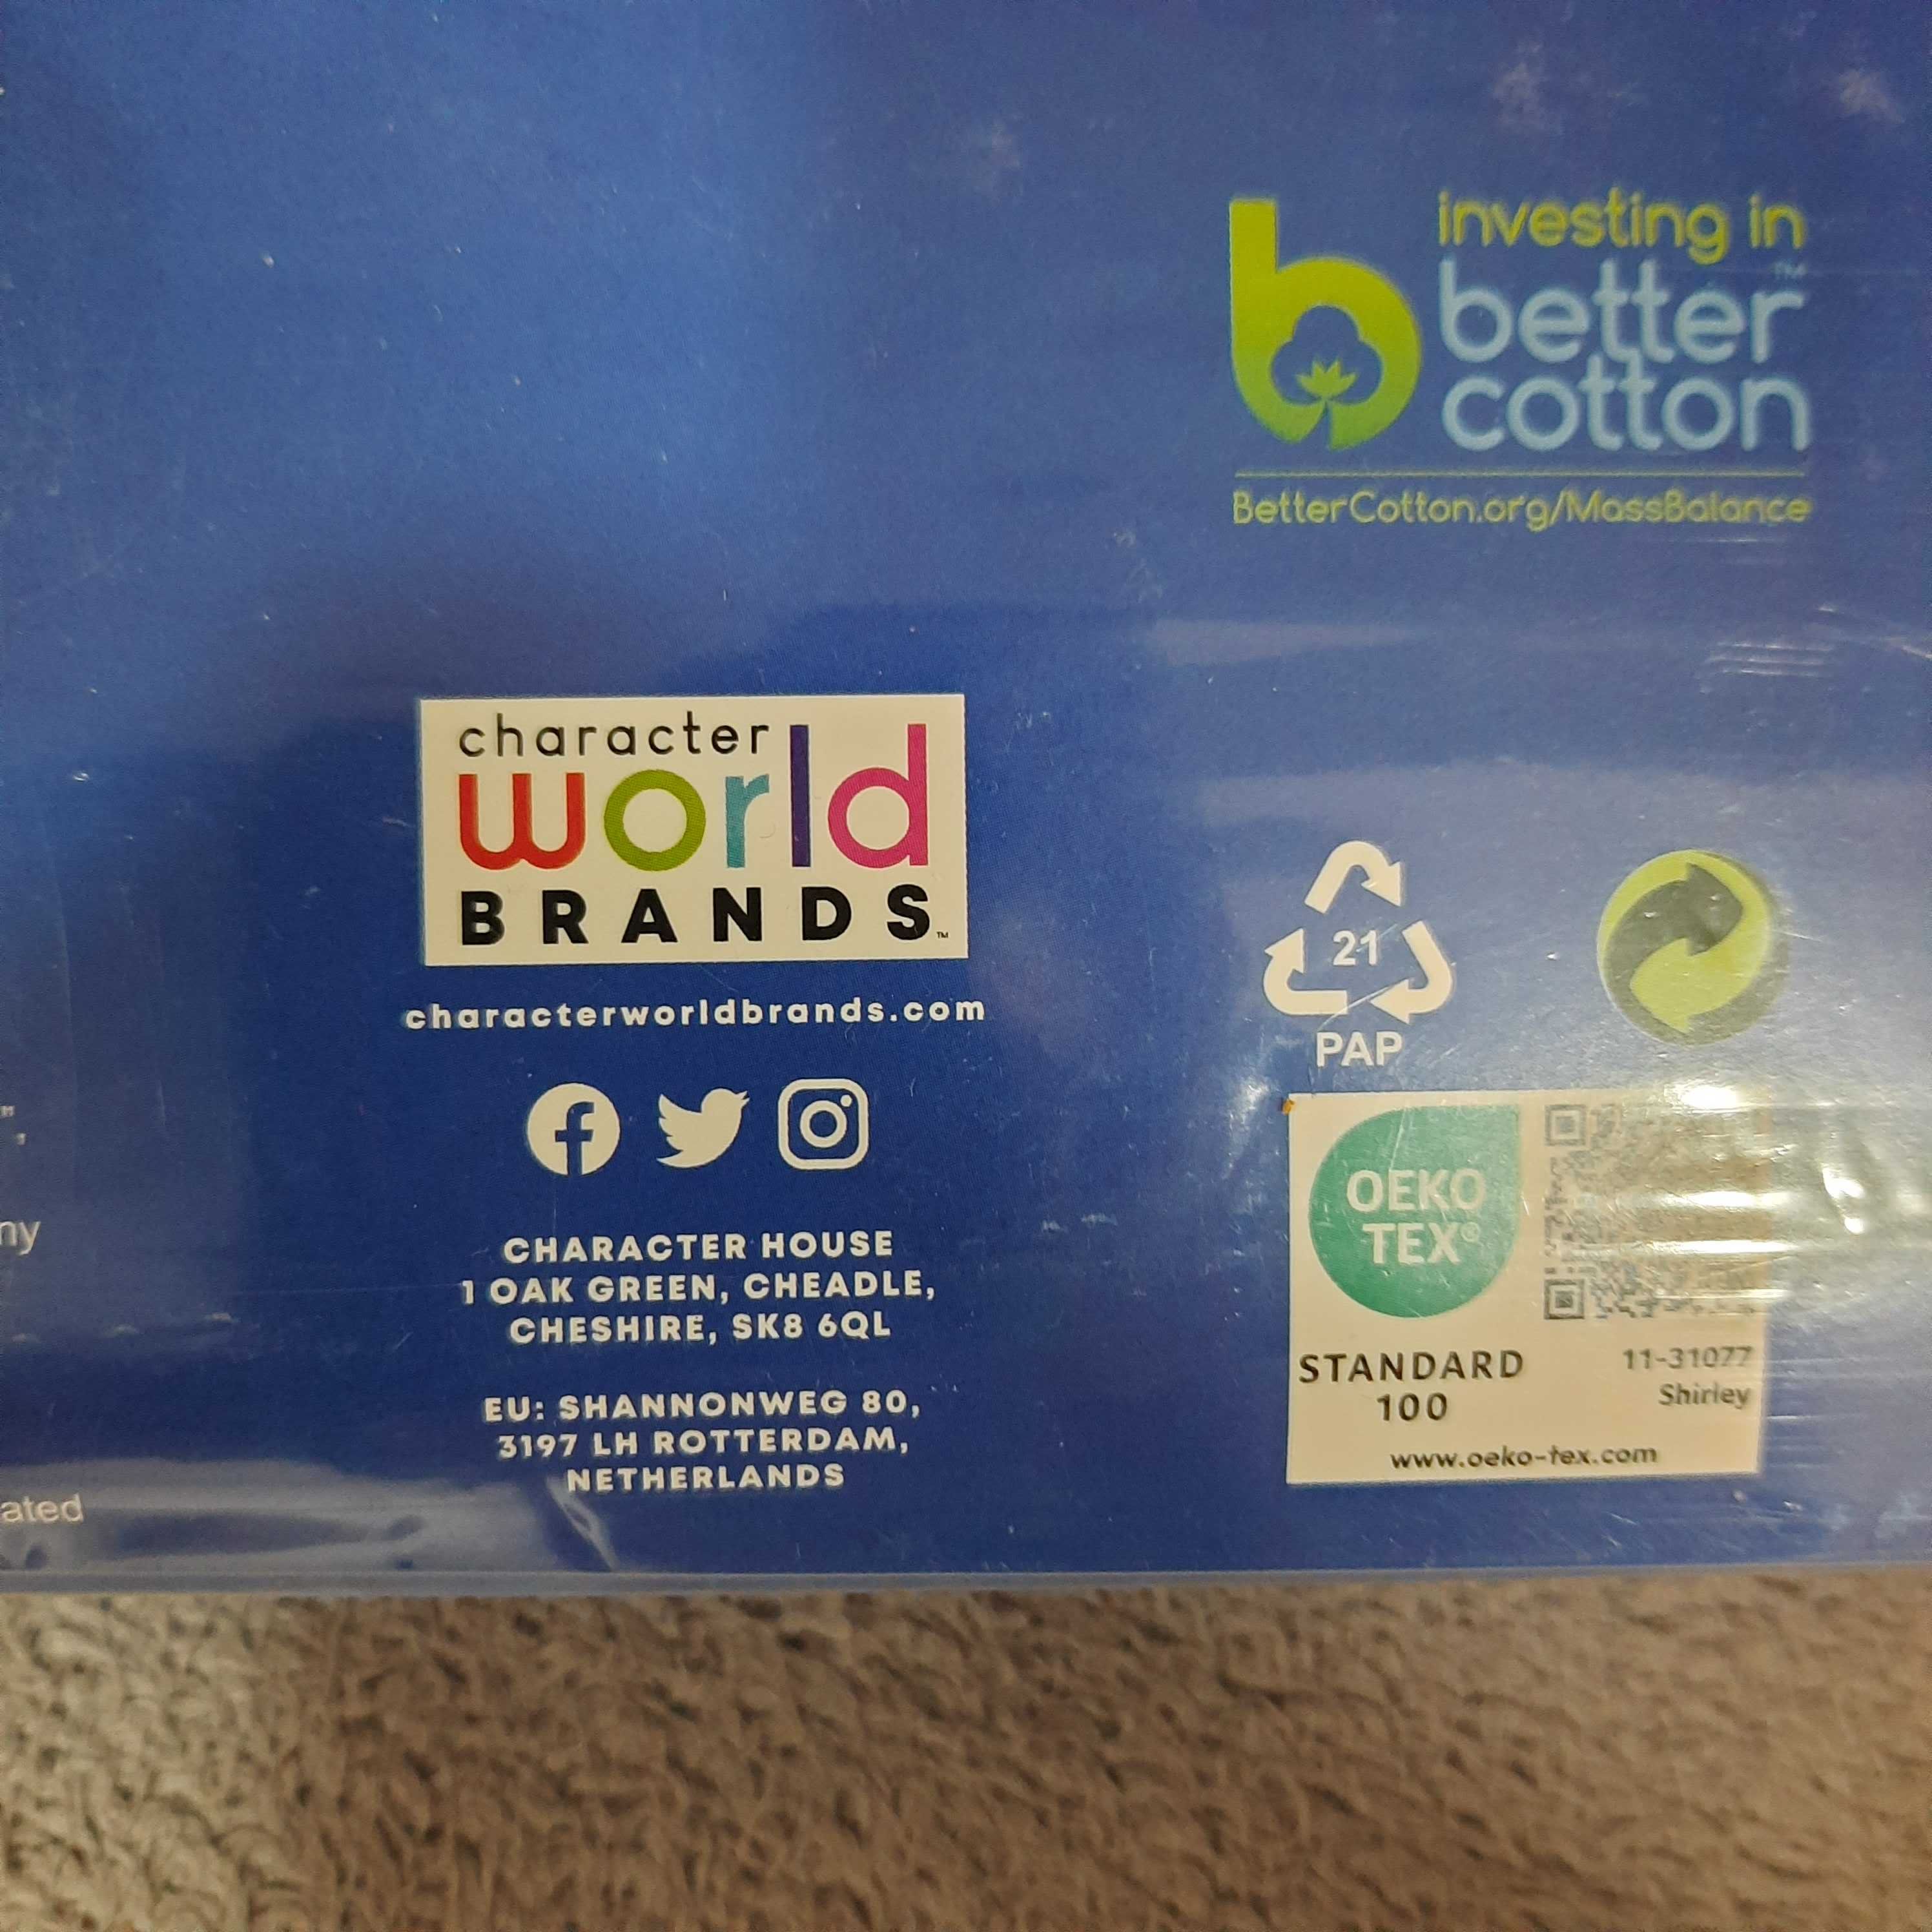 investing in
better™
cotton
BetterCotton.org/MassBalance
character
world
BRANDS™
characterworldbrands.com
CHARACTER HOUSE
1 OAK GREEN, CHEADLE,
CHESHIRE, SK8 6QL
EU: SHANNONWEG 80,
3197 LH ROTTERDAM,
NETHERLANDS
21
PAP
OEKO
TEX®
STANDARD
100
11-31077
Shirley
www.oeko-tex.com
ny
ated